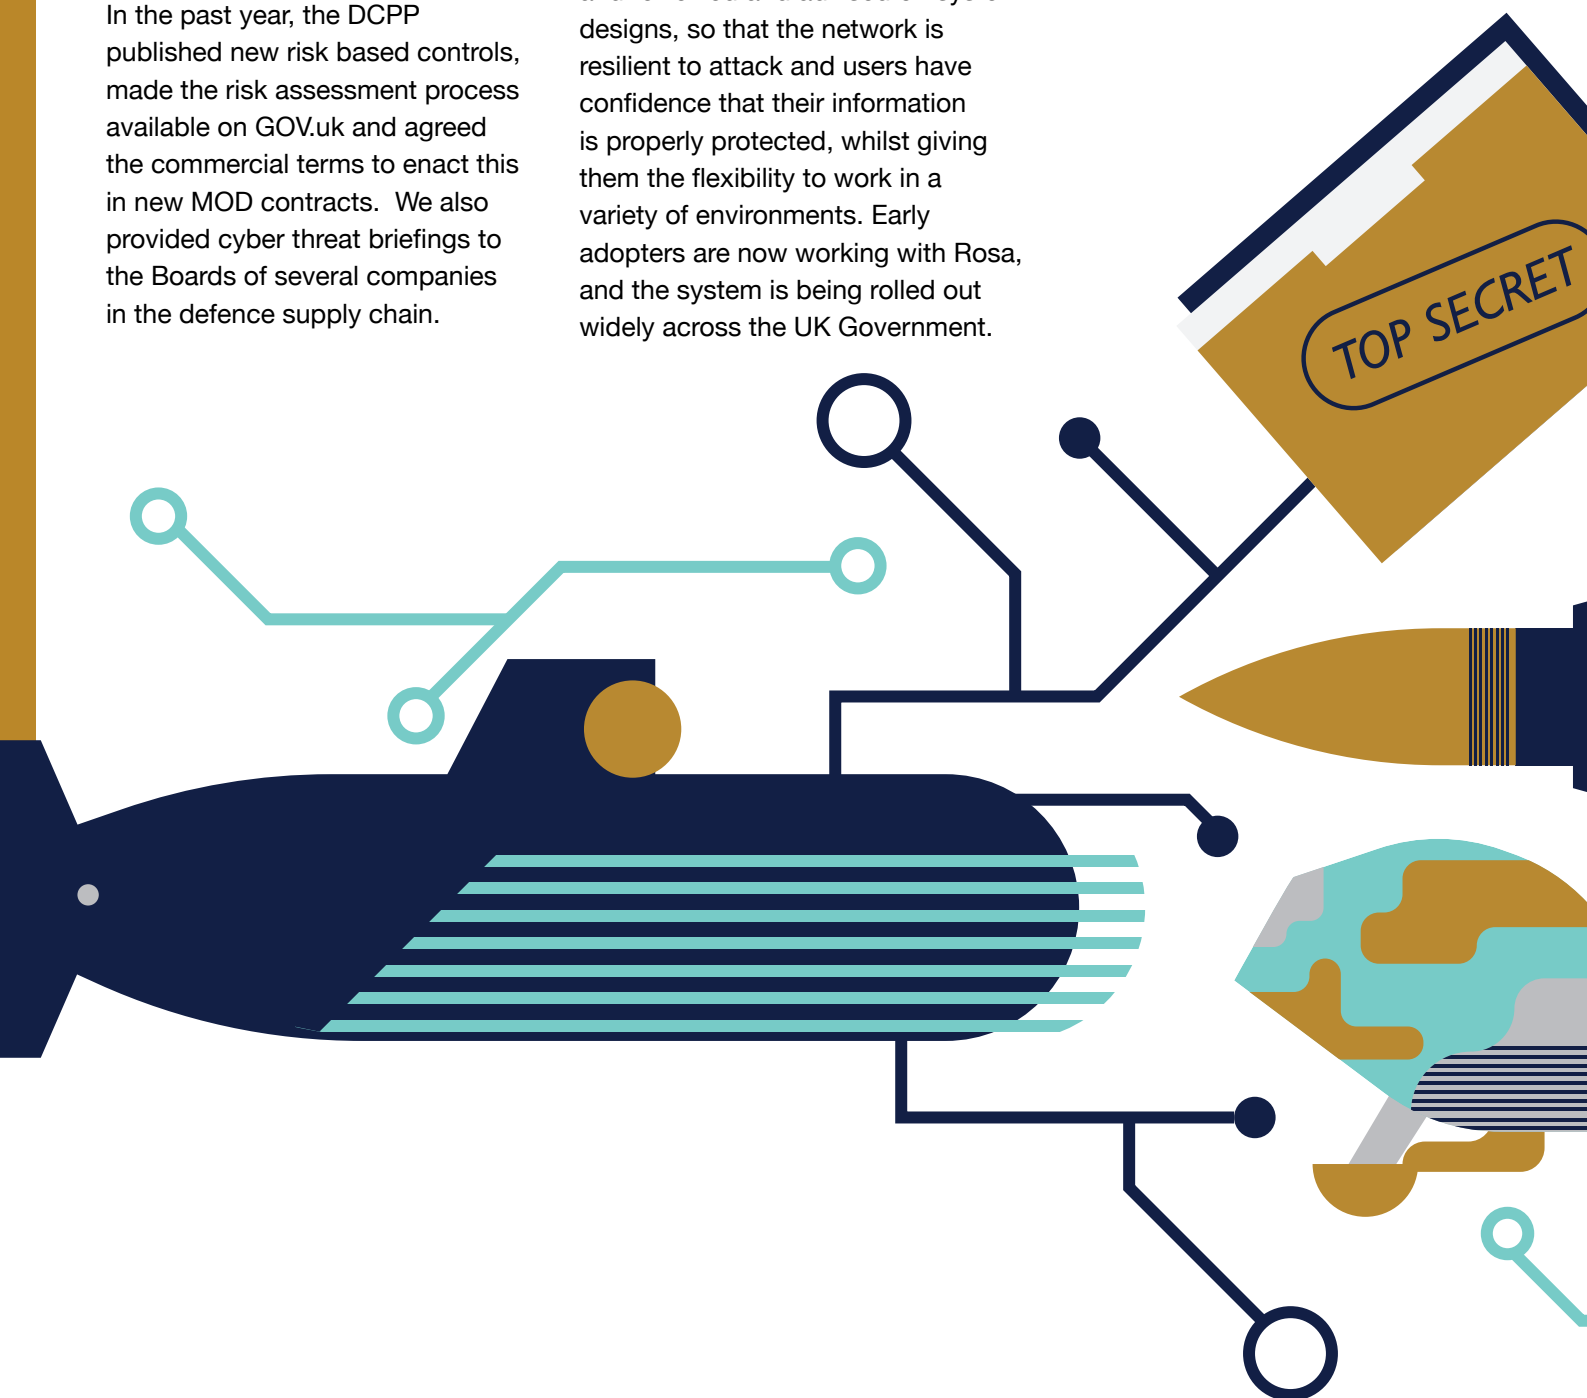 In the past year, the DCPP
published new risk based controls,
made the risk assessment process
available on GOV.uk and agreed
the commercial terms to enact this
in new MOD contracts.  We also
provided cyber threat briefings to
the Boards of several companies
in the defence supply chain.
designs, so that the network is
resilient to attack and users have
confidence that their information
is properly protected, whilst giving
them the flexibility to work in a
variety of environments. Early
adopters are now working with Rosa,
and the system is being rolled out
widely across the UK Government.
TOP SECRET